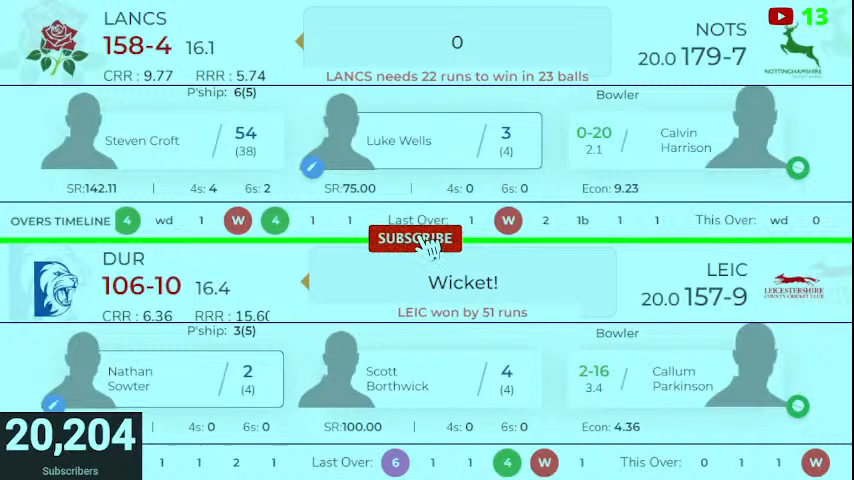 LANCS
158-4 16.1
CRR : 9.77 RRR : 5.74
0
LANCS needs 22 runs to win in 23 balls
13
NOTS
20.0 179-7
NOTTINGHAMSHIRE
P'ship: 6(5)
Bowler
Steven Croft 54 (38)
Luke Wells 3 (4)
0-20 2.1 Calvin Harrison
SR:142.11 4s: 4 6s: 2
SR:75.00 4s: 0 6s: 0
Econ: 9.23
OVERS TIMELINE 4 wd 1 W 4 1 1 Last Over: 1 W 2 1b 1 1 This Over: wd 0
SUBSCRIBE
DUR
106-10 16.4
CRR : 6.36 RRR : 15.60
Wicket!
LEIC won by 51 runs
LEIC
20.0 157-9
LEICESTERSHIRE
COUNTY CRICKET CLUB
P'ship: 3(5)
Bowler
Nathan Sowter 2 (4)
Scott Borthwick 4 (4)
2-16 3.4 Callum Parkinson
4s: 0 6s: 0
SR:100.00 4s: 0 6s: 0
Econ: 4.36
20,204
Subscribers
1 1 2 1 Last Over: 6 1 1 4 W 1 This Over: 0 1 1 W